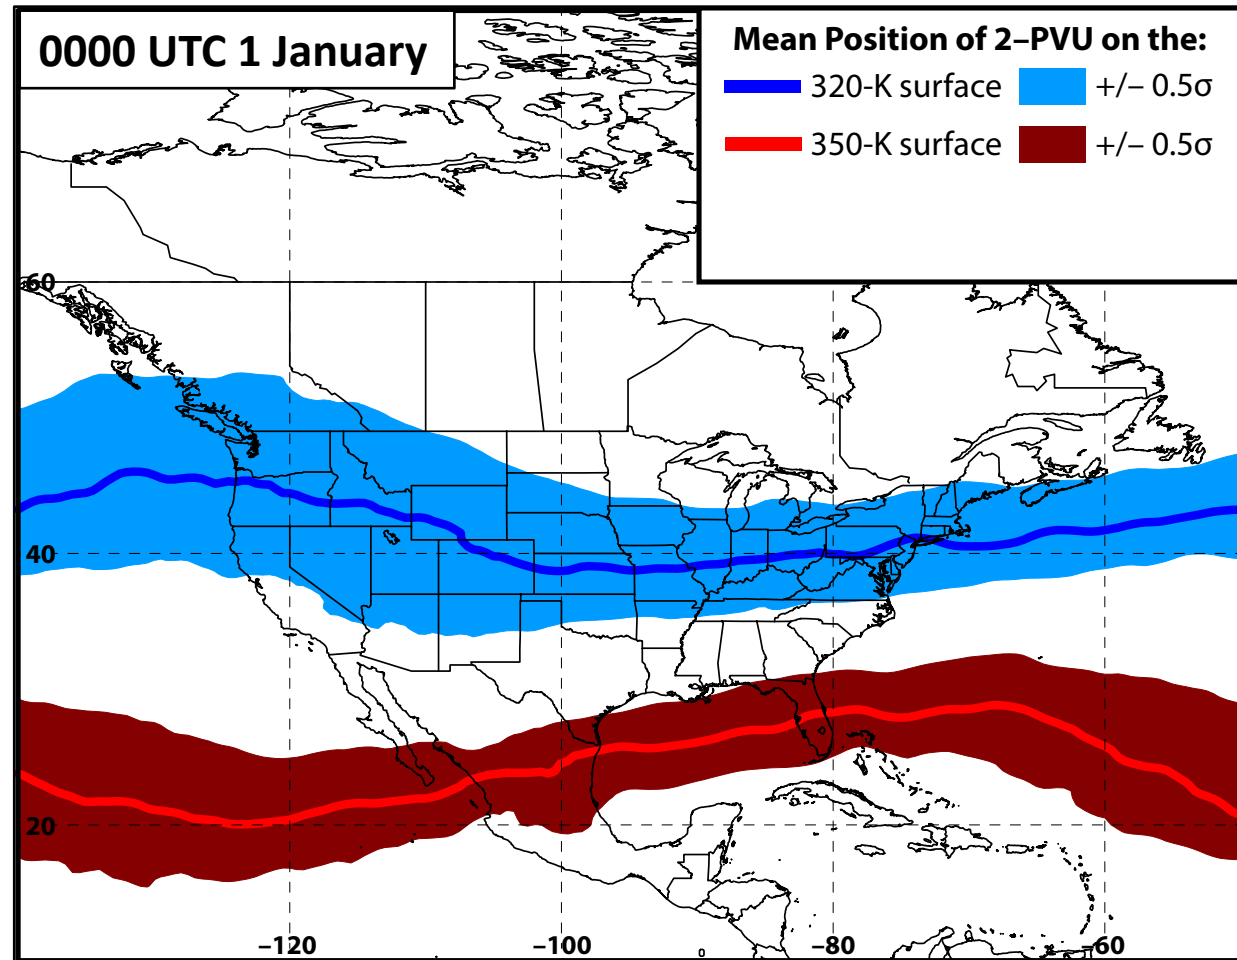 0000 UTC 1 January
Mean Position of 2–PVU on the:
320-K surface +/– 0.5σ
350-K surface +/– 0.5σ
60
40
20
–120 –100 –80 –60